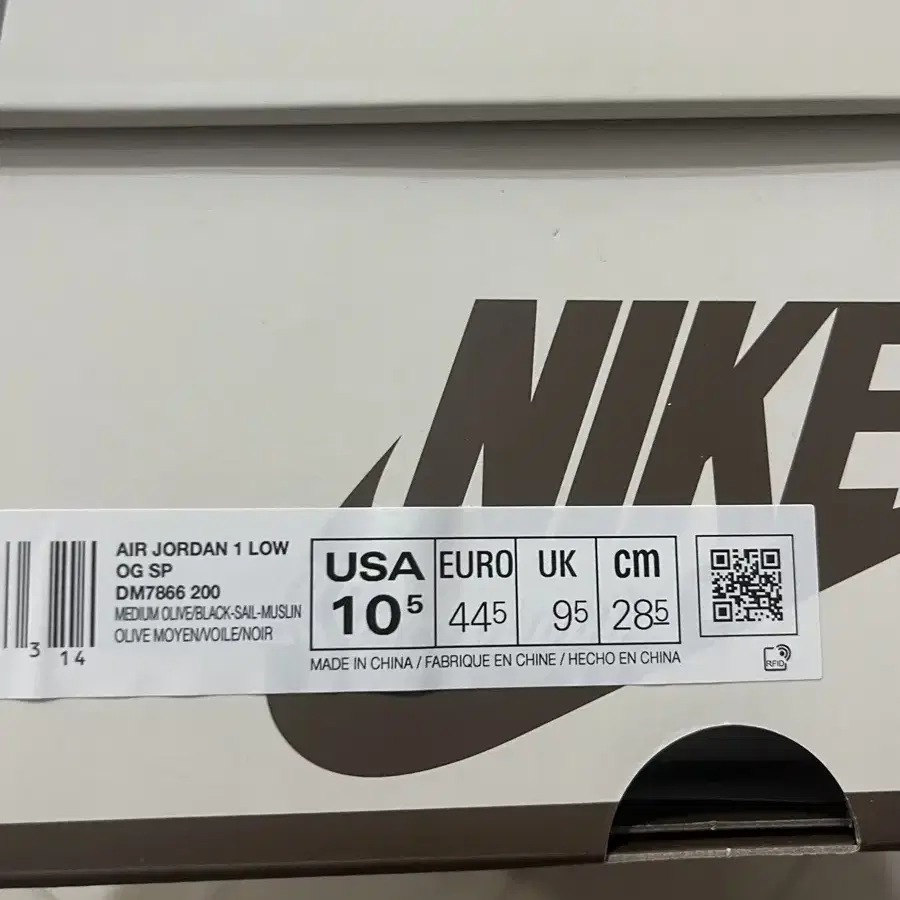 NIKE
AIR JORDAN 1 LOW
OG SP
DM7866 200
MEDIUM OLIVE/BLACK-SAIL-MUSLIN
OLIVE MOYEN/VOILE/NOIR
USA EURO UK cm
10⁵ 44⁵ 9⁵ 28⁵
MADE IN CHINA / FABRIQUE EN CHINE / HECHO EN CHINA
RFID
3 14